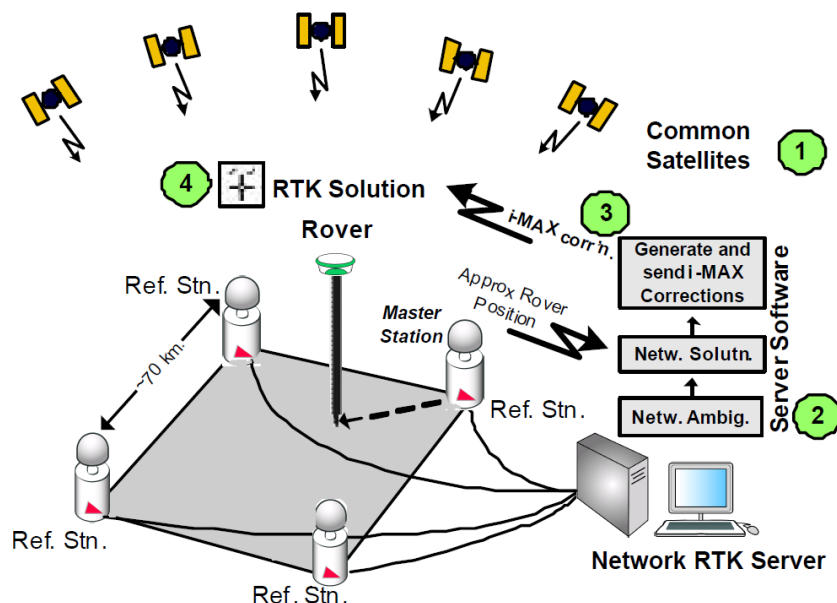 Common
Satellites
1
4
RTK Solution
Rover
3
i-MAX corr'n.
Generate and
sendi-MAX
Corrections
Approx Rover
Position
Netw. Solutn.
Netw. Ambig.
2
Server Software
Ref. Stn.
~70 km.
Master
Station
Ref. Stn.
Ref. Stn.
Ref. Stn.
Network RTK Server